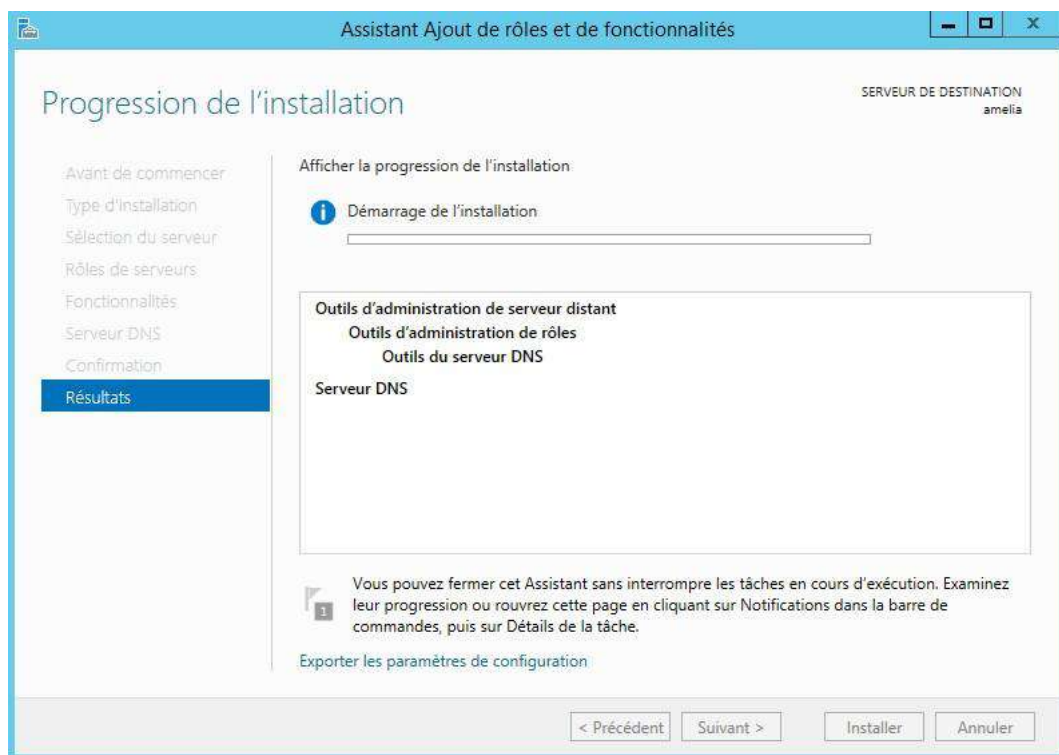 Assistant Ajout de rôles et de fonctionnalités
Progression de l'installation
SERVEUR DE DESTINATION
amelia
Avant de commencer
Type d'installation
Sélection du serveur
Rôles de serveurs
Fonctionnalités
Serveur DNS
Confirmation
Résultats
Afficher la progression de l'installation
Démarrage de l'installation
Outils d'administration de serveur distant
Outils d'administration de rôles
Outils du serveur DNS
Serveur DNS
1
Vous pouvez fermer cet Assistant sans interrompre les tâches en cours d'exécution. Examinez
leur progression ou rouvrez cette page en cliquant sur Notifications dans la barre de
commandes, puis sur Détails de la tâche.
Exporter les paramètres de configuration
< Précédent Suivant > Installer Annuler